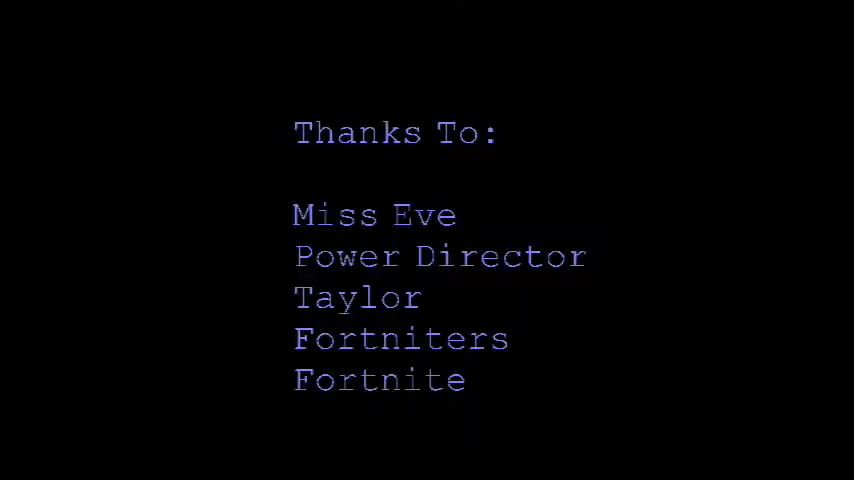 Thanks To:
Miss Eve
Power Director
Taylor
Fortniters
Fortnite